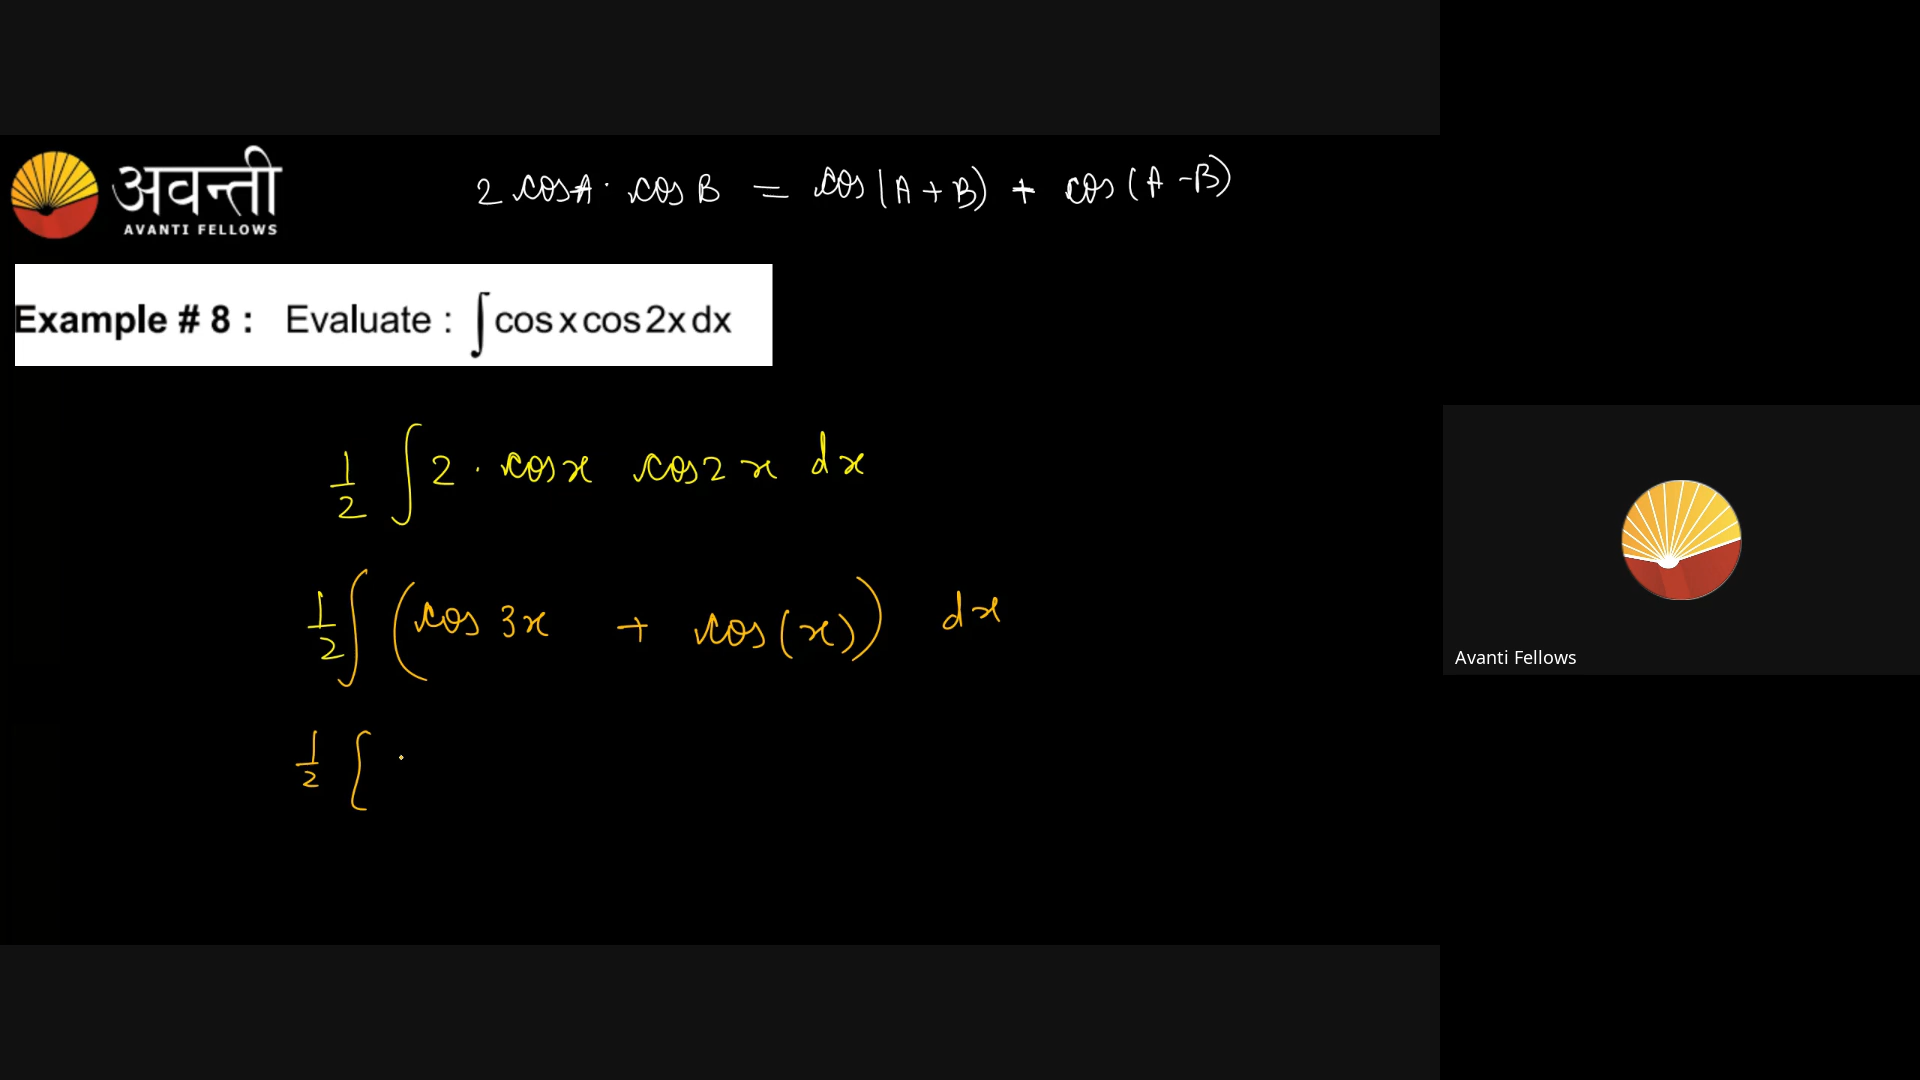 अवन्ती
AVANTI FELLOWS
2 cosA · cos B = cos(A + B) + cos(A - B)
Example # 8 : Evaluate : ∫cos x cos 2x dx
1/2 ∫ 2 · cosx cos2x dx
1/2 ∫ (cos 3x + cos(x)) dx
1/2 [
Avanti Fellows